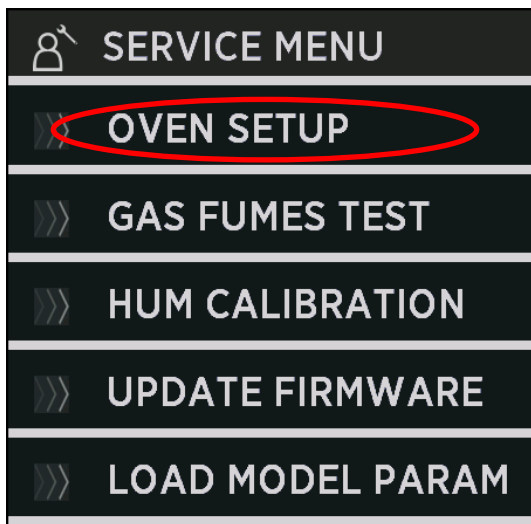 SERVICE MENU
OVEN SETUP
GAS FUMES TEST
HUM CALIBRATION
UPDATE FIRMWARE
LOAD MODEL PARAM